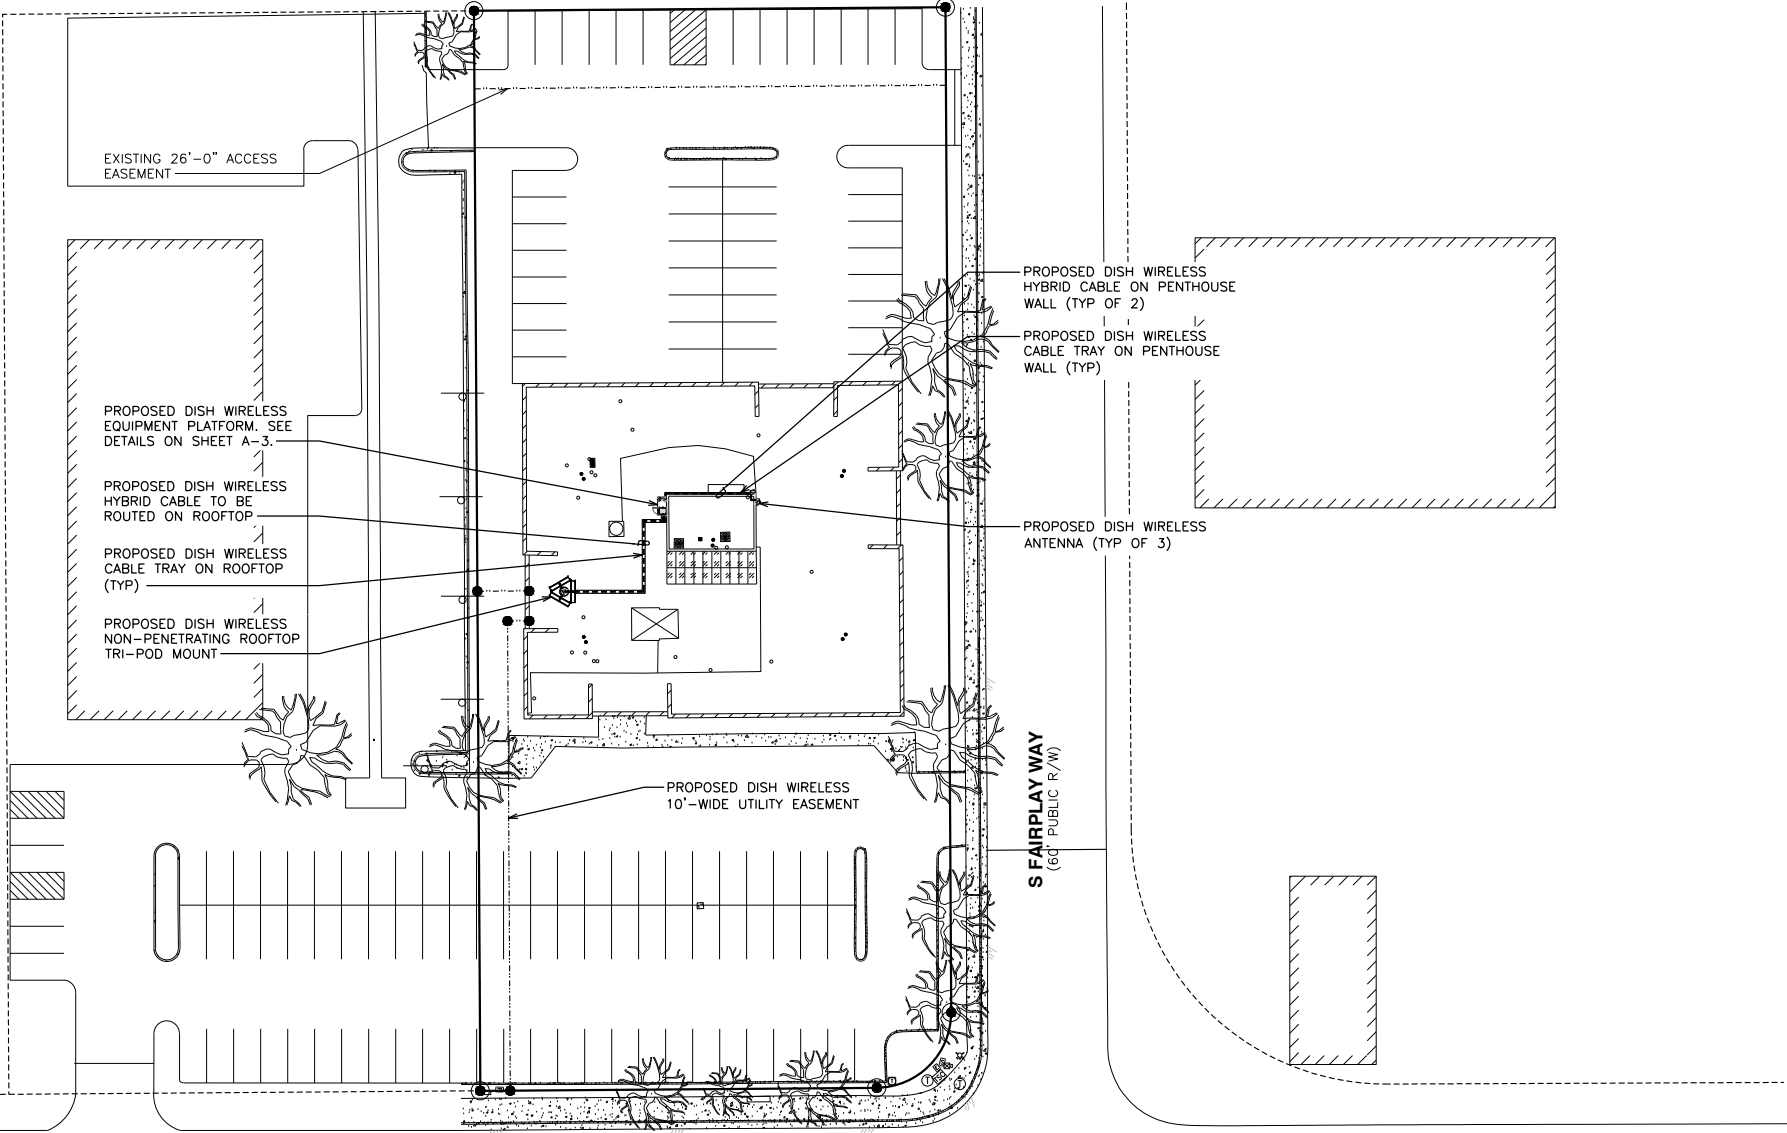 EXISTING 26'-0" ACCESS
EASEMENT
PROPOSED DISH WIRELESS
HYBRID CABLE ON PENTHOUSE
WALL (TYP OF 2)
PROPOSED DISH WIRELESS
CABLE TRAY ON PENTHOUSE
WALL (TYP)
PROPOSED DISH WIRELESS
EQUIPMENT PLATFORM. SEE
DETAILS ON SHEET A-3.
PROPOSED DISH WIRELESS
HYBRID CABLE TO BE
ROUTED ON ROOFTOP
PROPOSED DISH WIRELESS
ANTENNA (TYP OF 3)
PROPOSED DISH WIRELESS
CABLE TRAY ON ROOFTOP
(TYP)
PROPOSED DISH WIRELESS
NON-PENETRATING ROOFTOP
TRI-POD MOUNT
PROPOSED DISH WIRELESS
10'-WIDE UTILITY EASEMENT
S FAIRPLAY WAY
(60' PUBLIC R/W)